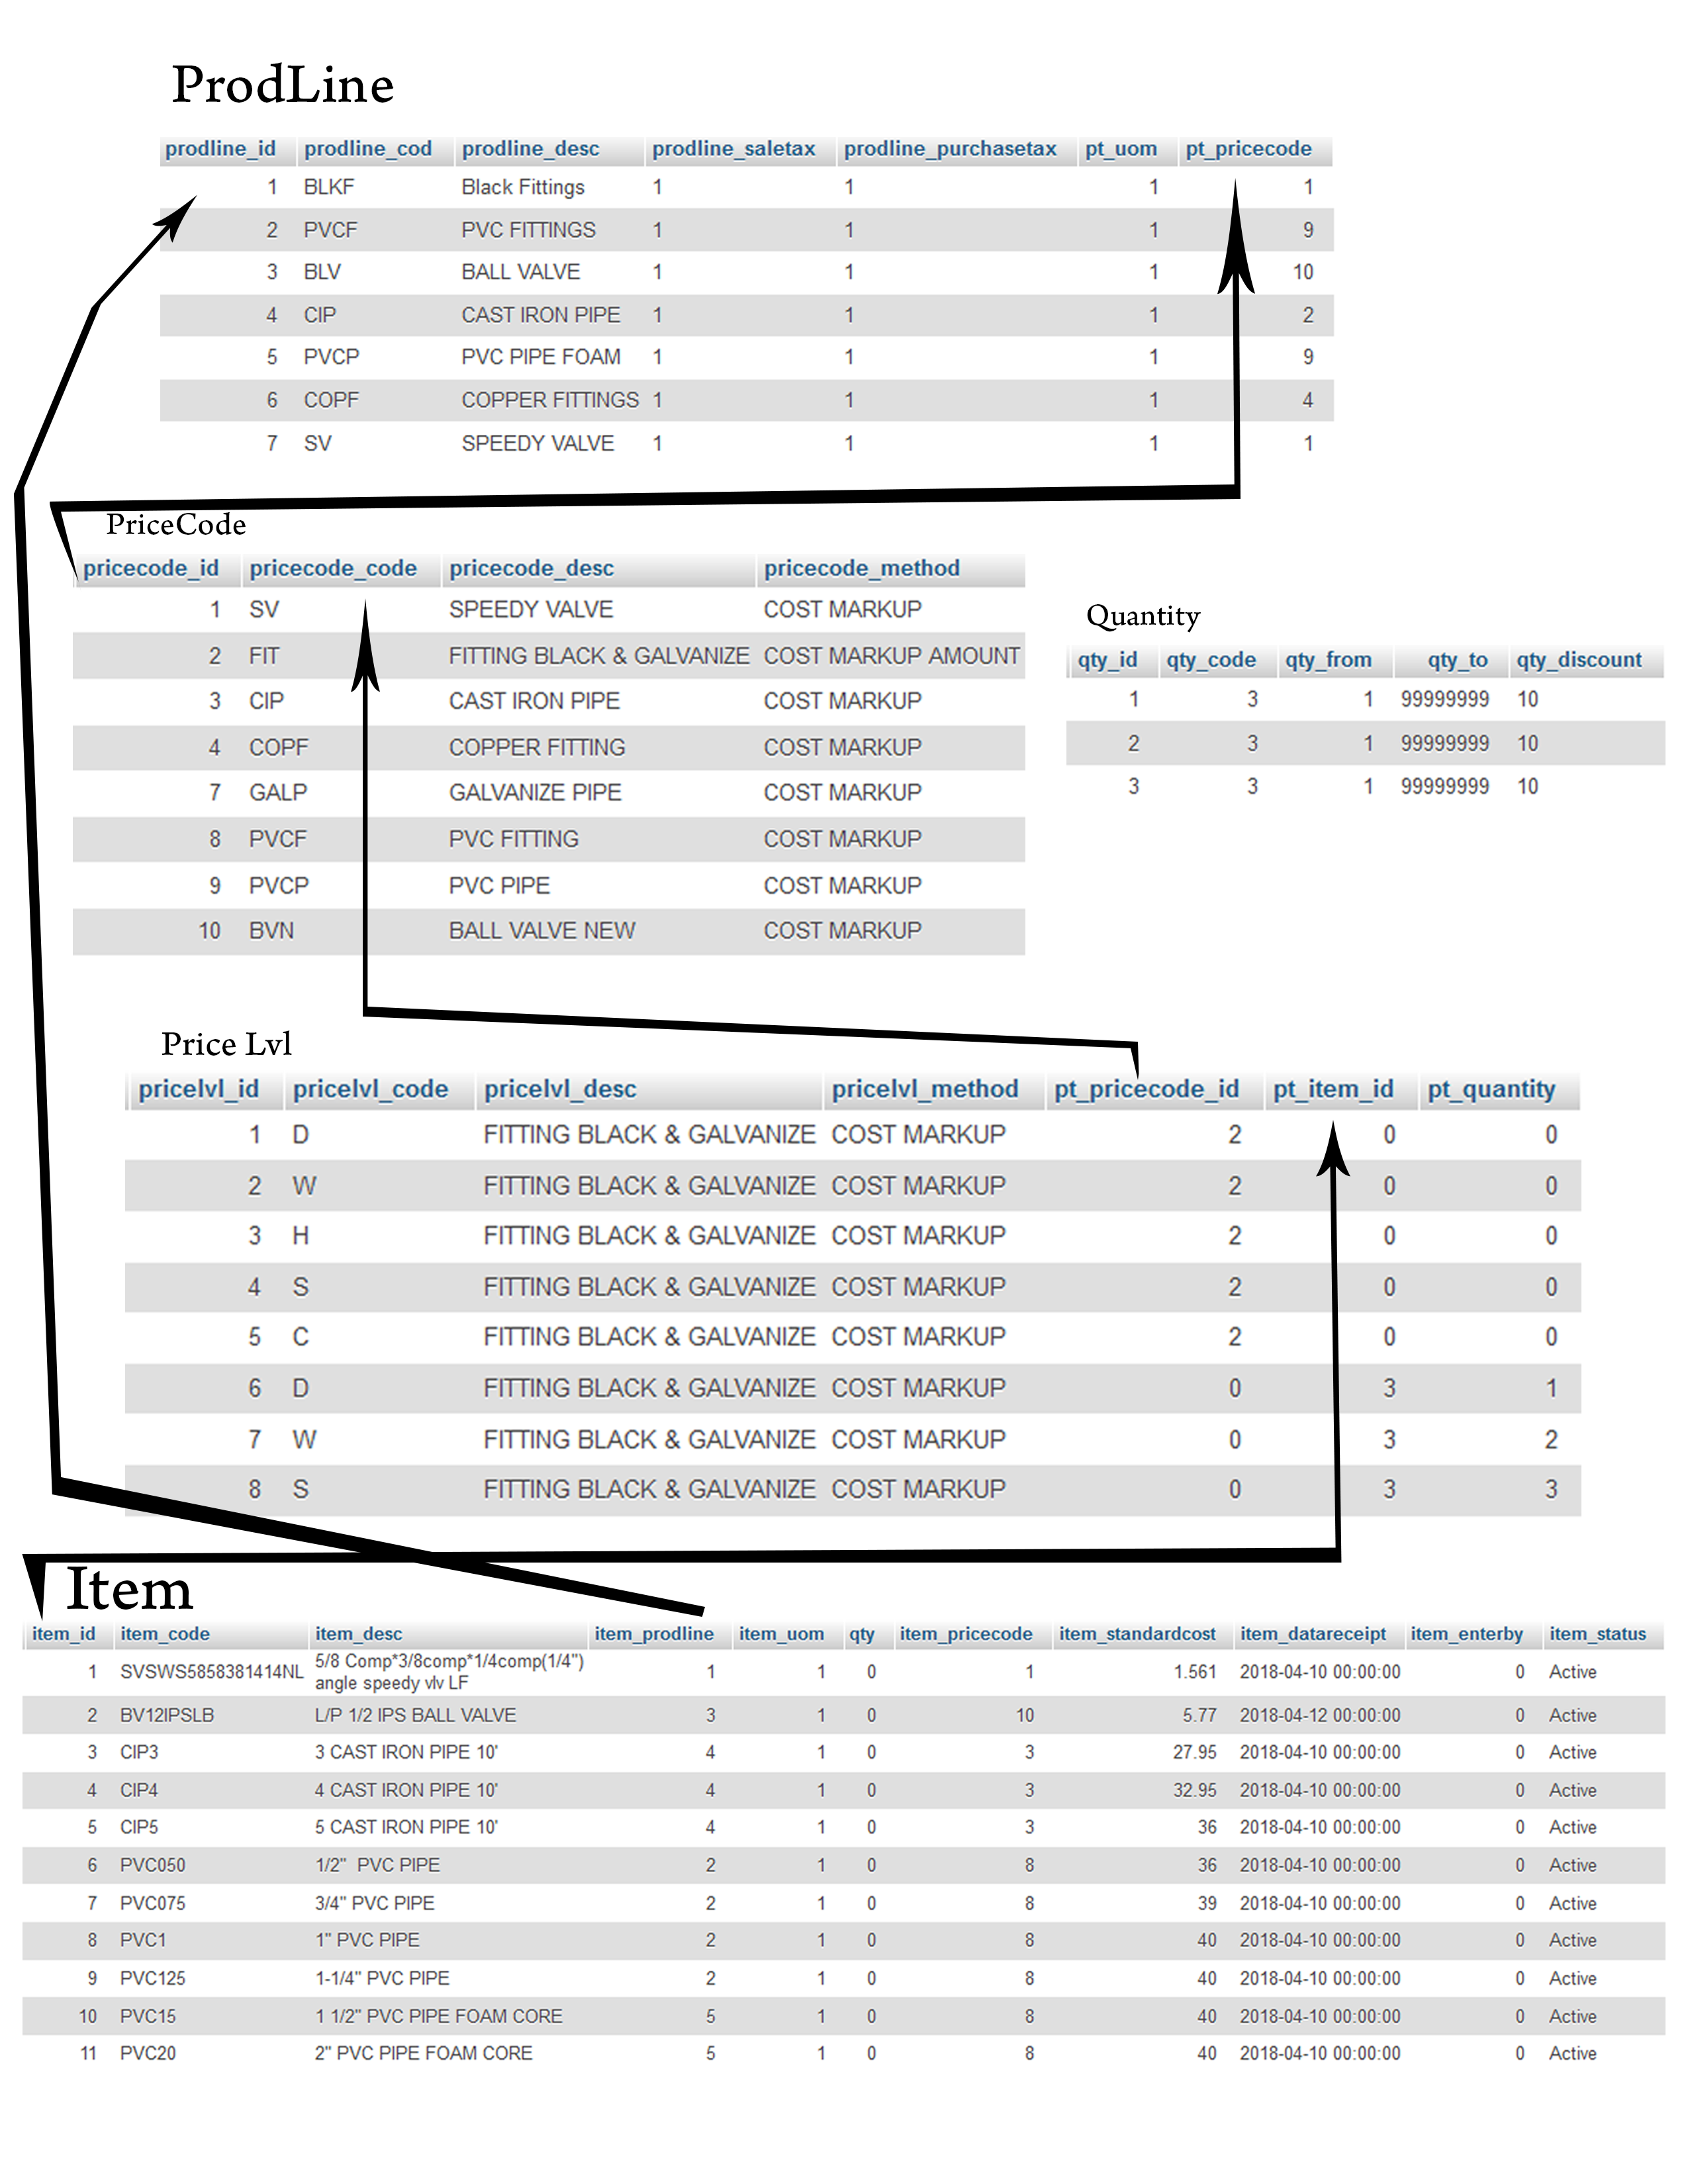 ProdLine
prodline_id prodline_cod prodline_desc prodline_saletax prodline_purchasetax pt_uom pt_pricecode
1 BLKF Black Fittings 1 1 1 1
2 PVCF PVC FITTINGS 1 1 1 9
3 BLV BALL VALVE 1 1 1 10
4 CIP CAST IRON PIPE 1 1 1 2
5 PVCP PVC PIPE FOAM 1 1 1 9
6 COPF COPPER FITTINGS 1 1 1 4
7 SV SPEEDY VALVE 1 1 1 1
PriceCode
pricecode_id pricecode_code pricecode_desc pricecode_method
1 SV SPEEDY VALVE COST MARKUP
2 FIT FITTING BLACK & GALVANIZE COST MARKUP AMOUNT
3 CIP CAST IRON PIPE COST MARKUP
4 COPF COPPER FITTING COST MARKUP
7 GALP GALVANIZE PIPE COST MARKUP
8 PVCF PVC FITTING COST MARKUP
9 PVCP PVC PIPE COST MARKUP
10 BVN BALL VALVE NEW COST MARKUP
Quantity
qty_id qty_code qty_from qty_to qty_discount
1 3 1 99999999 10
2 3 1 99999999 10
3 3 1 99999999 10
Price Lvl
pricelvl_id pricelvl_code pricelvl_desc pricelvl_method pt_pricecode_id pt_item_id pt_quantity
1 D FITTING BLACK & GALVANIZE COST MARKUP 2 0 0
2 W FITTING BLACK & GALVANIZE COST MARKUP 2 0 0
3 H FITTING BLACK & GALVANIZE COST MARKUP 2 0 0
4 S FITTING BLACK & GALVANIZE COST MARKUP 2 0 0
5 C FITTING BLACK & GALVANIZE COST MARKUP 2 0 0
6 D FITTING BLACK & GALVANIZE COST MARKUP 0 3 1
7 W FITTING BLACK & GALVANIZE COST MARKUP 0 3 2
8 S FITTING BLACK & GALVANIZE COST MARKUP 0 3 3
Item
item_id item_code item_desc item_prodline item_uom qty item_pricecode item_standardcost item_datareceipt item_enterby item_status
1 SVSWS5858381414NL 5/8 Comp*3/8comp*1/4comp(1/4") angle speedy vlv LF 1 1 0 1 1.561 2018-04-10 00:00:00 0 Active
2 BV12IPSLB L/P 1/2 IPS BALL VALVE 3 1 0 10 5.77 2018-04-12 00:00:00 0 Active
3 CIP3 3 CAST IRON PIPE 10' 4 1 0 3 27.95 2018-04-10 00:00:00 0 Active
4 CIP4 4 CAST IRON PIPE 10' 4 1 0 3 32.95 2018-04-10 00:00:00 0 Active
5 CIP5 5 CAST IRON PIPE 10' 4 1 0 3 36 2018-04-10 00:00:00 0 Active
6 PVC050 1/2" PVC PIPE 2 1 0 8 36 2018-04-10 00:00:00 0 Active
7 PVC075 3/4" PVC PIPE 2 1 0 8 39 2018-04-10 00:00:00 0 Active
8 PVC1 1" PVC PIPE 2 1 0 8 40 2018-04-10 00:00:00 0 Active
9 PVC125 1-1/4" PVC PIPE 2 1 0 8 40 2018-04-10 00:00:00 0 Active
10 PVC15 1 1/2" PVC PIPE FOAM CORE 5 1 0 8 40 2018-04-10 00:00:00 0 Active
11 PVC20 2" PVC PIPE FOAM CORE 5 1 0 8 40 2018-04-10 00:00:00 0 Active